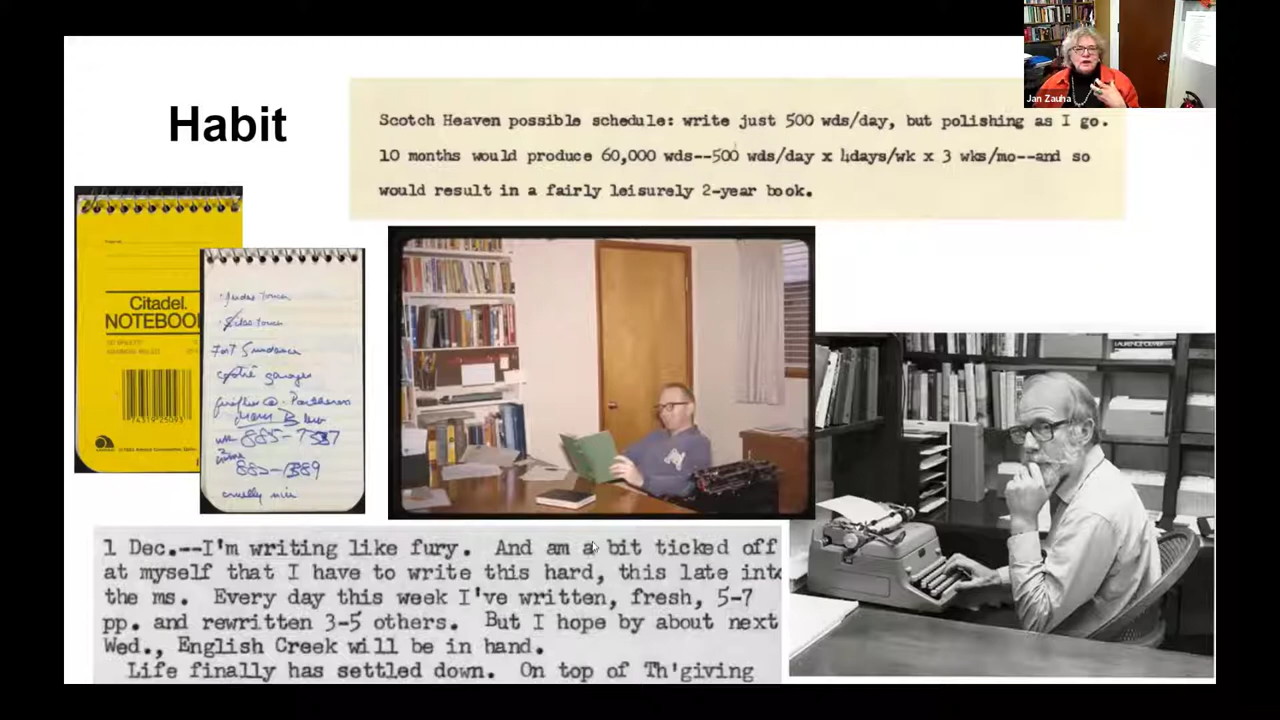 Jan Zauha
Habit
Scotch Heaven possible schedule: write just 500 wds/day, but polishing as I go.
10 months would produce 60,000 wds--500 wds/day x 4days/wk x 3 wks/mo--and so
would result in a fairly leisurely 2-year book.
Citadel.
NOTEBOO
74319 25093
Fort Sundance
885-7537
1 Dec.--I'm writing like fury. And am a bit ticked off
at myself that I have to write this hard, this late into
the ms. Every day this week I've written, fresh, 5-7
pp. and rewritten 3-5 others. But I hope by about next
Wed., English Creek will be in hand.
Life finally has settled down. On top of Th'giving